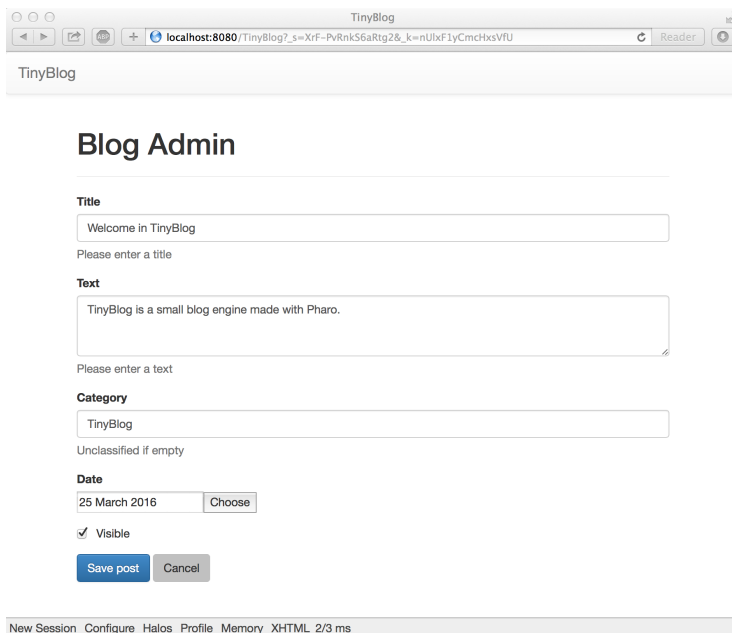 TinyBlog
ABP
localhost:8080/TinyBlog?_s=XrF-PvRnkS6aRtg2&_k=nUlxF1yCmcHxsVfU
Reader
TinyBlog
Blog Admin
Title
Welcome in TinyBlog
Please enter a title
Text
TinyBlog is a small blog engine made with Pharo.
Please enter a text
Category
TinyBlog
Unclassified if empty
Date
25 March 2016 Choose
Visible
Save post Cancel
New Session Configure Halos Profile Memory XHTML 2/3 ms